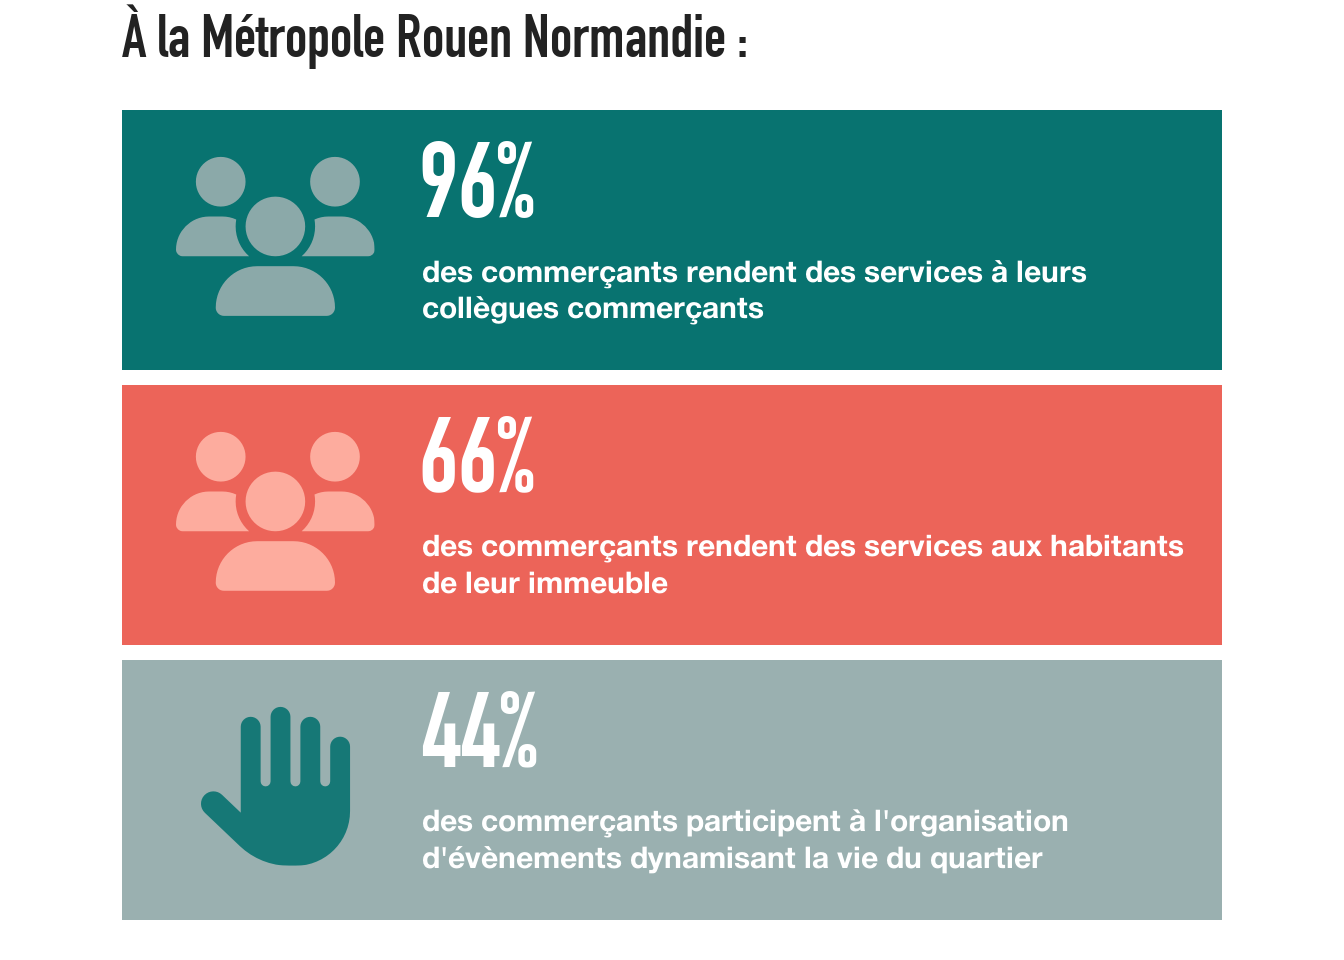 À la Métropole Rouen Normandie :
96%
des commerçants rendent des services à leurs
collègues commerçants
66%
des commerçants rendent des services aux habitants
de leur immeuble
44%
des commerçants participent à l'organisation
d'évènements dynamisant la vie du quartier